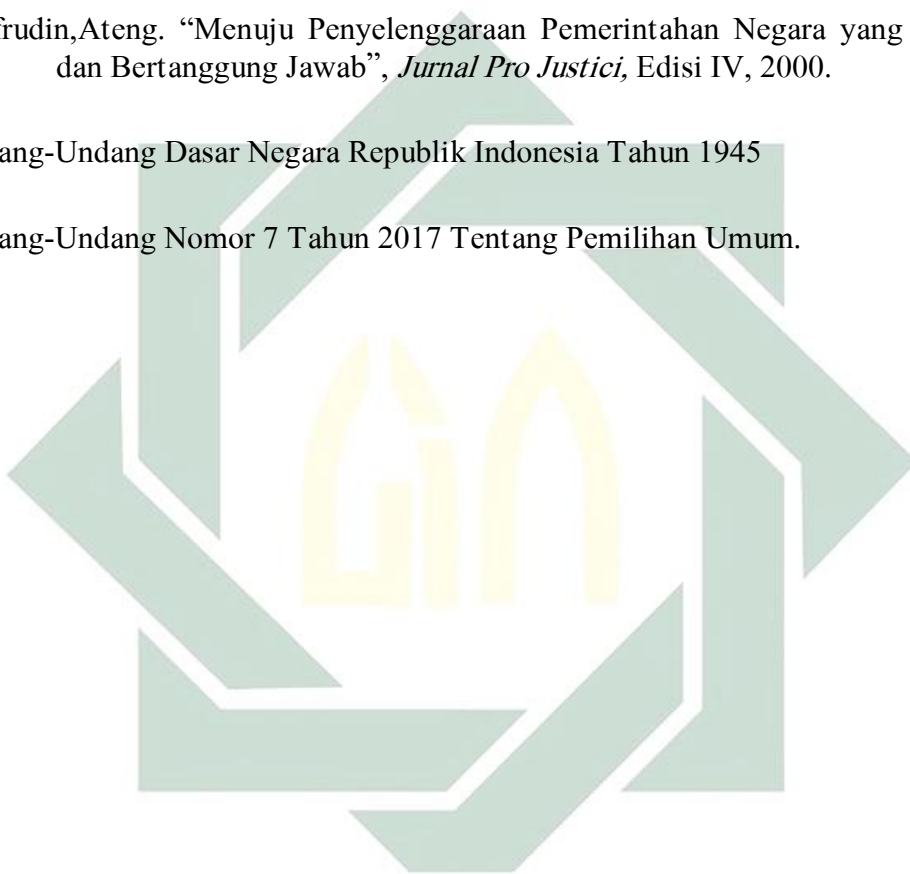 frudin,Ateng. “Menuju Penyelenggaraan Pemerintahan Negara yang
dan Bertanggung Jawab”, Jurnal Pro Justici, Edisi IV, 2000.
ang-Undang Dasar Negara Republik Indonesia Tahun 1945
ang-Undang Nomor 7 Tahun 2017 Tentang Pemilihan Umum.